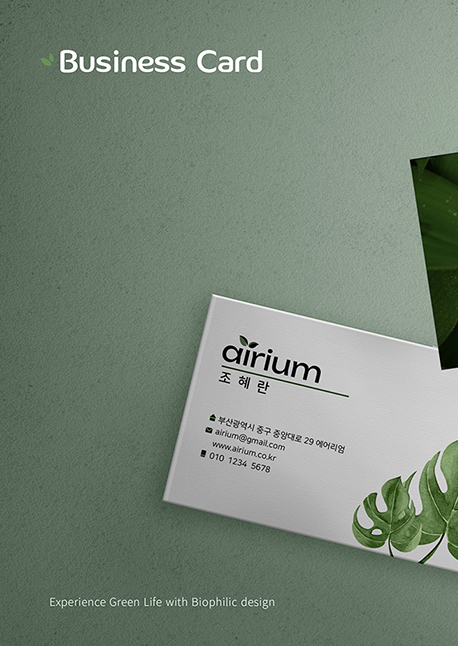 Business Card
airium
조 혜 란
부산광역시 중구 중앙대로 29 에어리엄
airium@gmail.com
www.airium.co.kr
010 1234 5678
Experience Green Life with Biophilic design